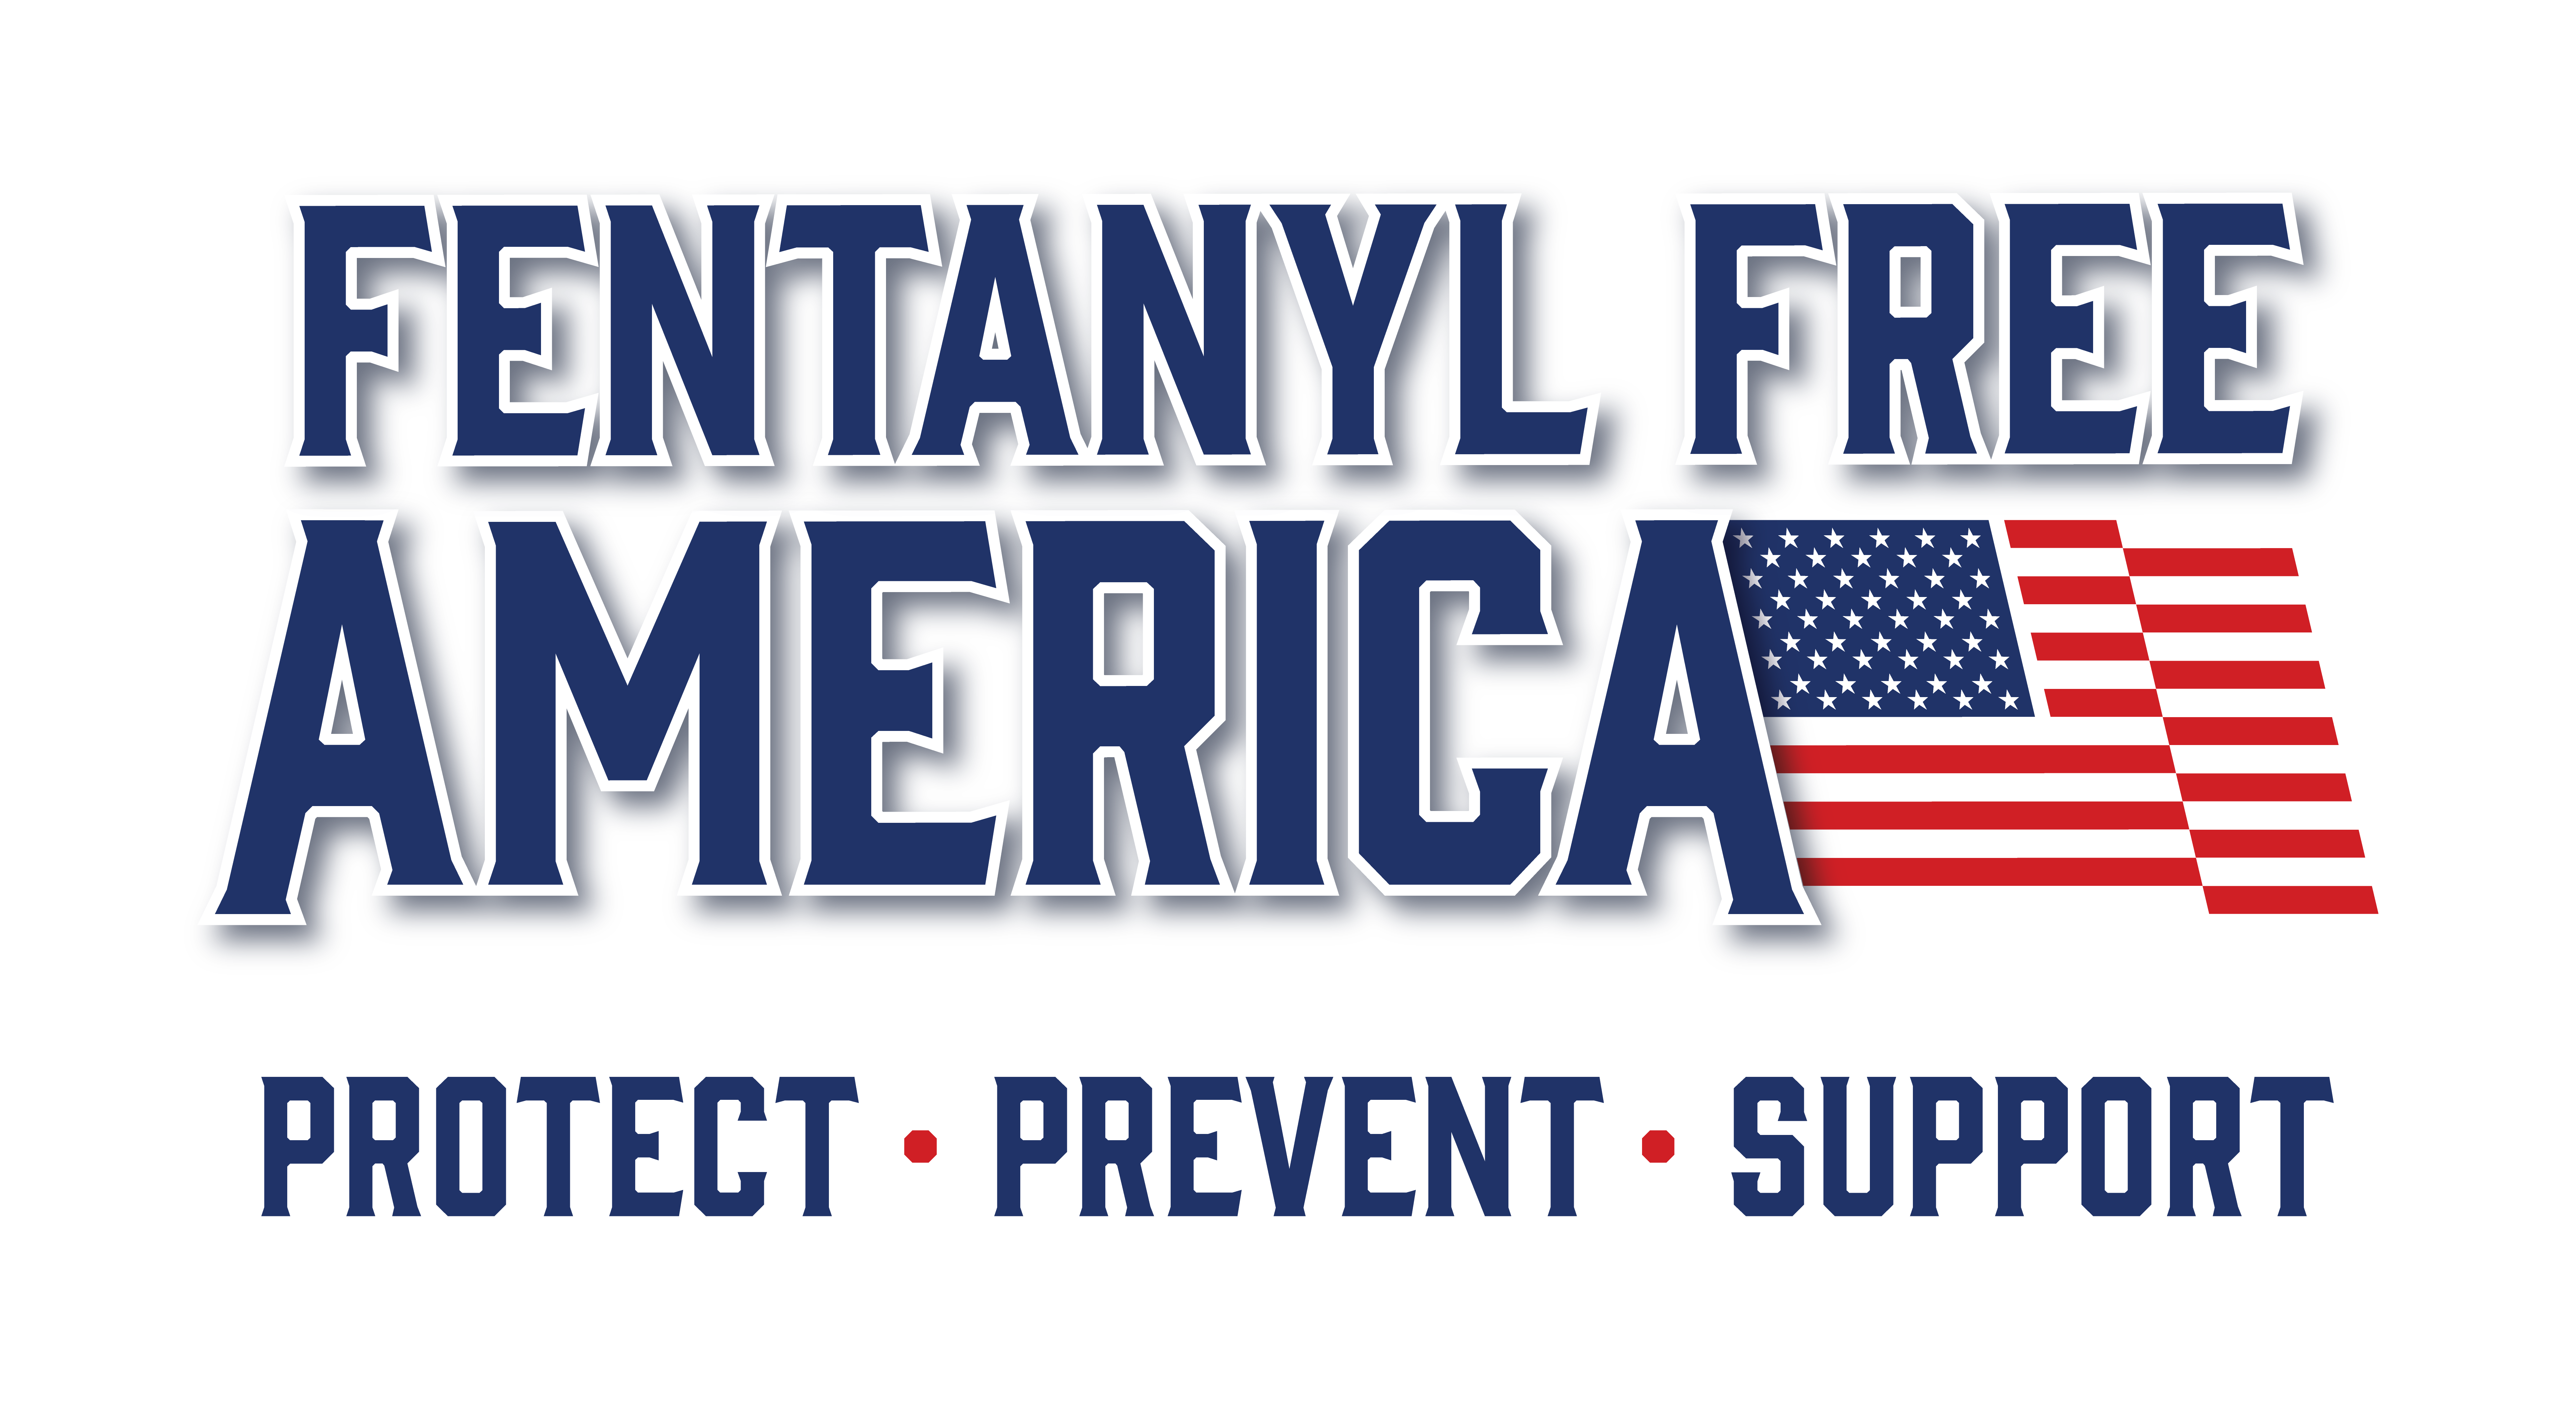 FENTANYL FREE
AMERICA
PROTECT • PREVENT • SUPPORT